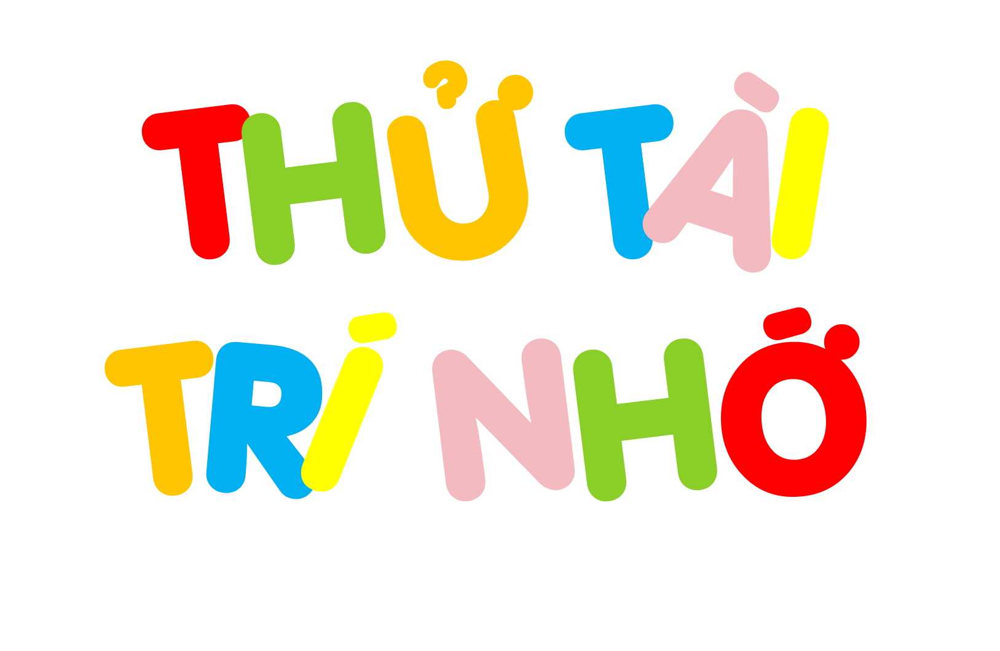 THỬ TÀI
TRÍ NHỚ